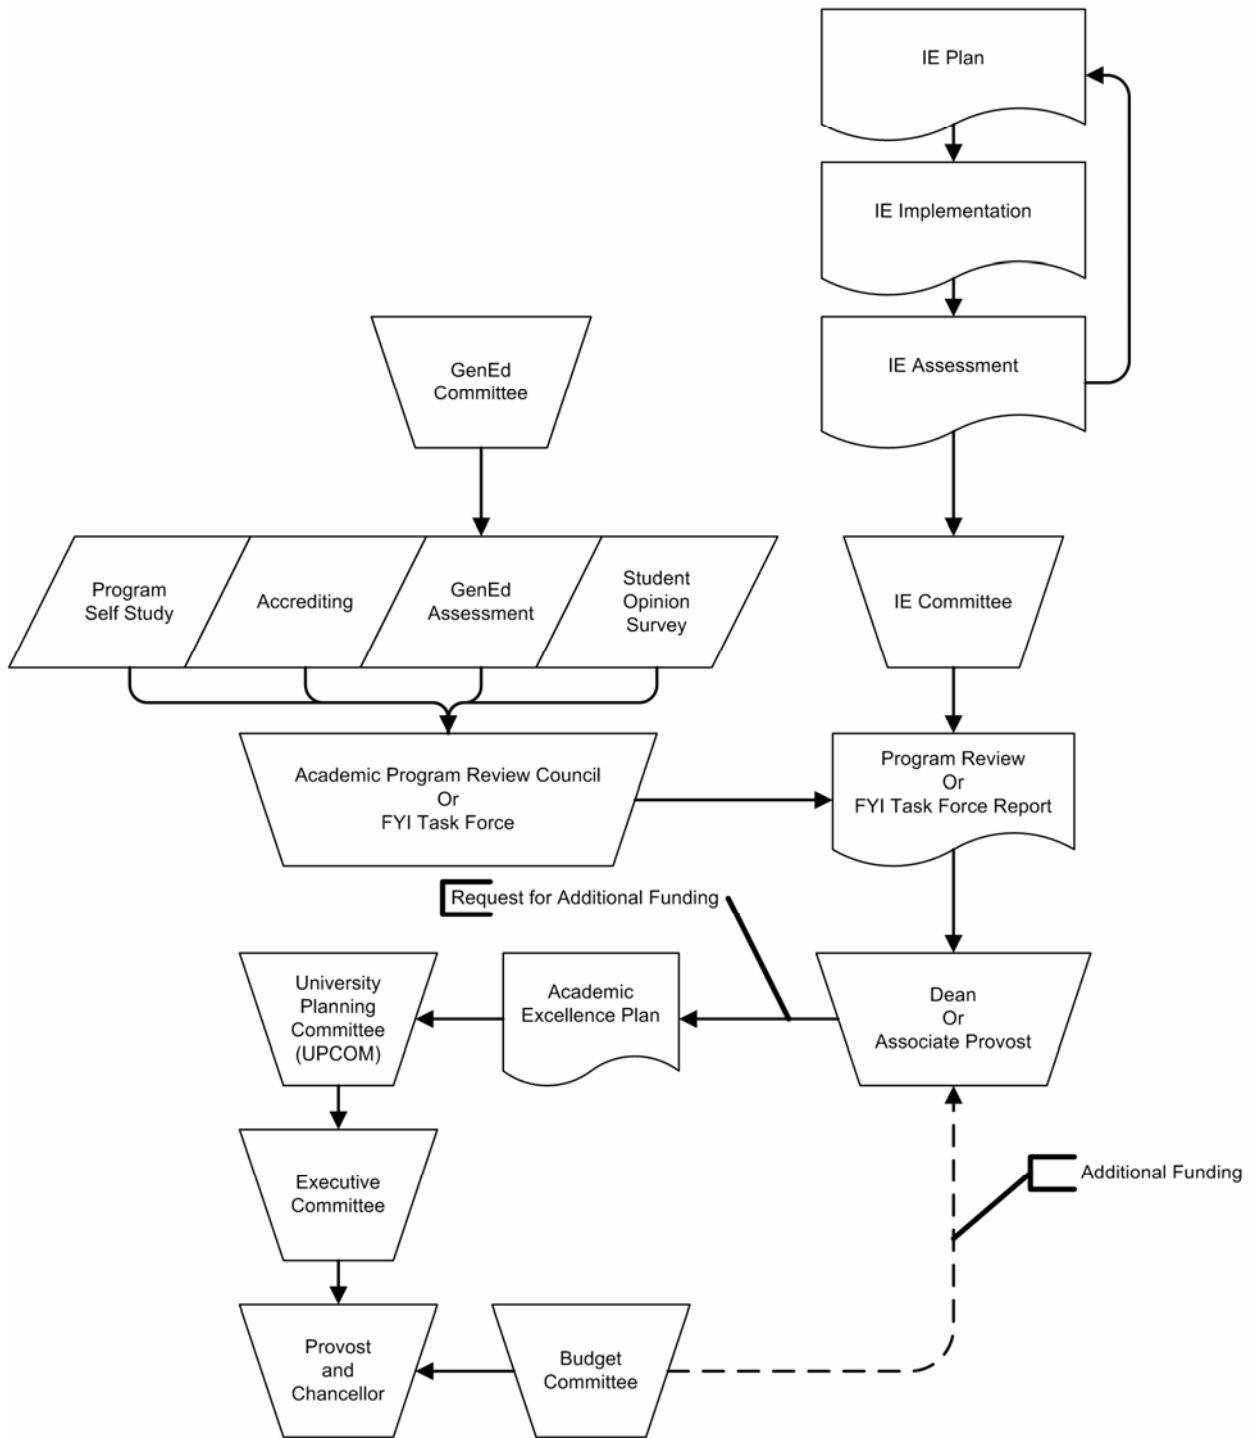 IE Plan
IE Implementation
IE Assessment
GenEd
Committee
Program
Self Study
Accrediting
GenEd
Assessment
Student
Opinion
Survey
IE Committee
Academic Program Review Council
Or
FYI Task Force
Program Review
Or
FYI Task Force Report
Request for Additional Funding
University
Planning
Committee
(UPCOM)
Academic
Excellence Plan
Dean
Or
Associate Provost
Executive
Committee
Additional Funding
Provost
and
Chancellor
Budget
Committee